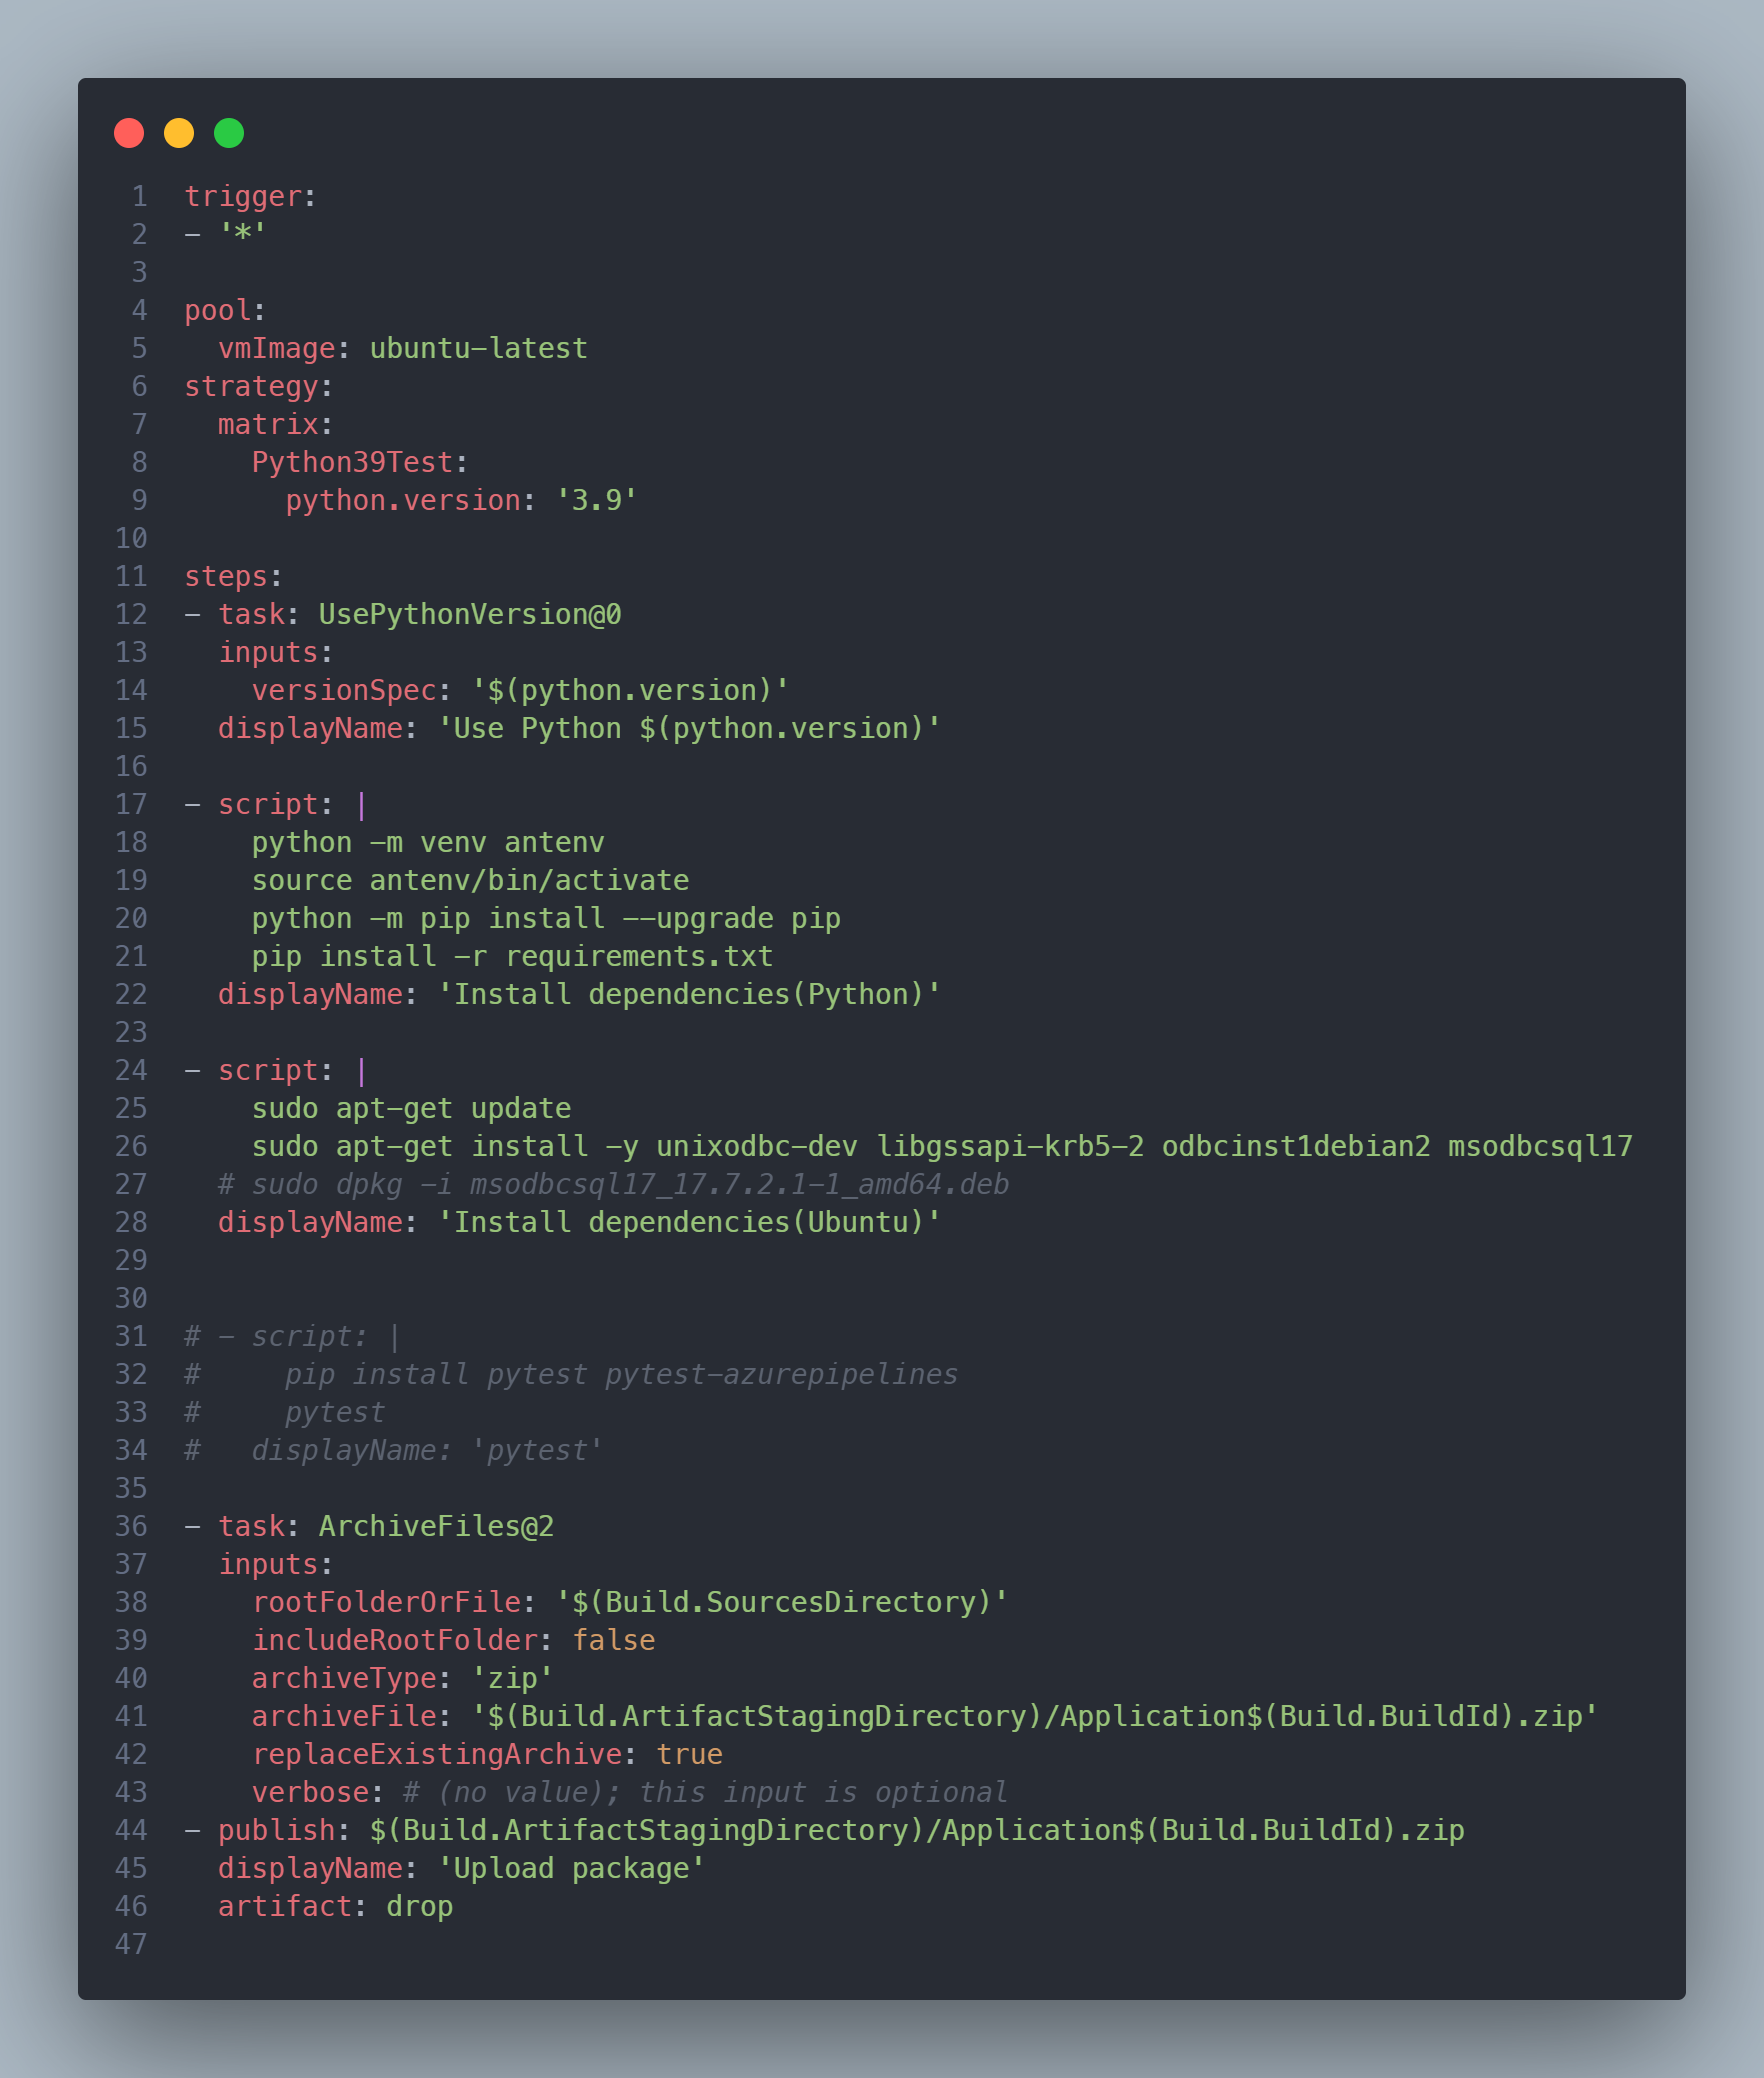 1 trigger:
2 - '*'
3
4 pool:
5   vmImage: ubuntu-latest
6 strategy:
7   matrix:
8     Python39Test:
9       python.version: '3.9'
10
11 steps:
12 - task: UsePythonVersion@0
13   inputs:
14     versionSpec: '$(python.version)'
15   displayName: 'Use Python $(python.version)'
16
17 - script: |
18     python -m venv antenv
19     source antenv/bin/activate
20     python -m pip install --upgrade pip
21     pip install -r requirements.txt
22   displayName: 'Install dependencies(Python)'
23
24 - script: |
25     sudo apt-get update
26     sudo apt-get install -y unixodbc-dev libgssapi-krb5-2 odbcinst1debian2 msodbcsql17
27   # sudo dpkg -i msodbcsql17_17.7.2.1-1_amd64.deb
28   displayName: 'Install dependencies(Ubuntu)'
29
30
31 # - script: |
32 #     pip install pytest pytest-azurepipelines
33 #     pytest
34 #   displayName: 'pytest'
35
36 - task: ArchiveFiles@2
37   inputs:
38     rootFolderOrFile: '$(Build.SourcesDirectory)'
39     includeRootFolder: false
40     archiveType: 'zip'
41     archiveFile: '$(Build.ArtifactStagingDirectory)/Application$(Build.BuildId).zip'
42     replaceExistingArchive: true
43     verbose: # (no value); this input is optional
44 - publish: $(Build.ArtifactStagingDirectory)/Application$(Build.BuildId).zip
45   displayName: 'Upload package'
46   artifact: drop
47